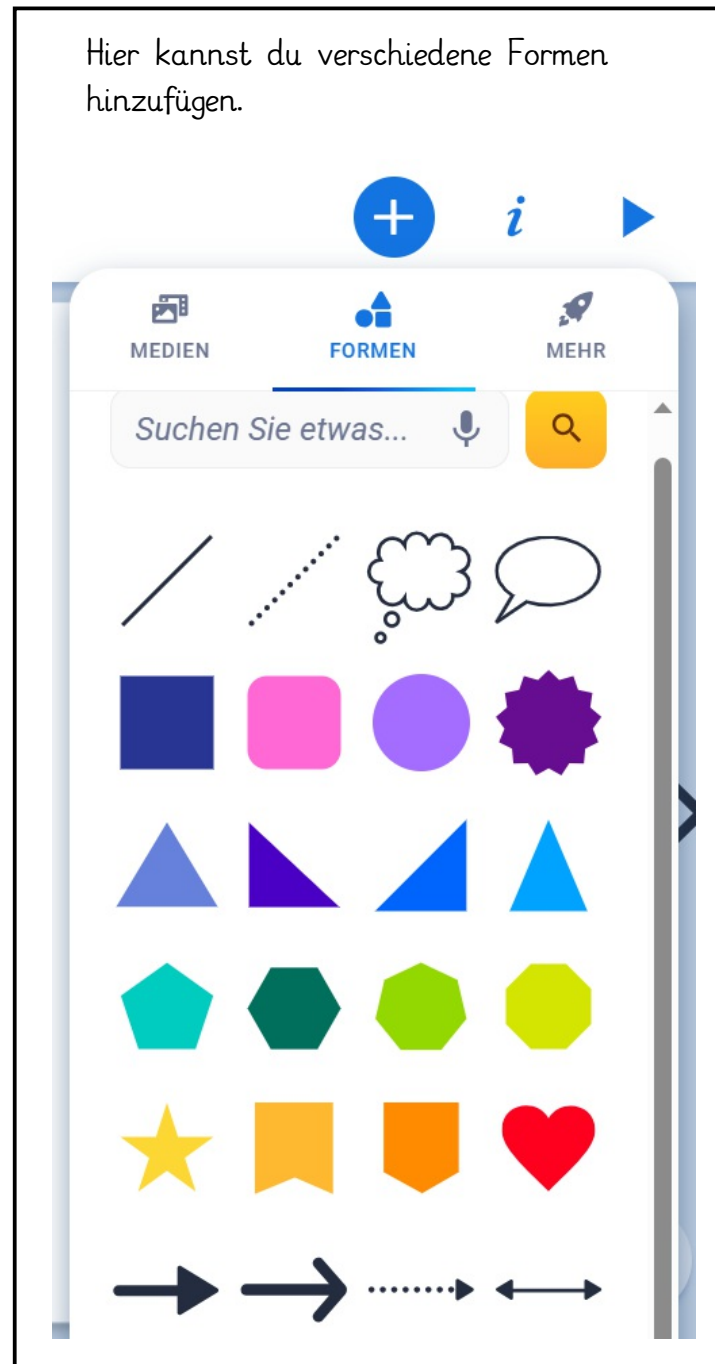 Hier kannst du verschiedene Formen
hinzufügen.
i
MEDIEN FORMEN MEHR
Suchen Sie etwas...